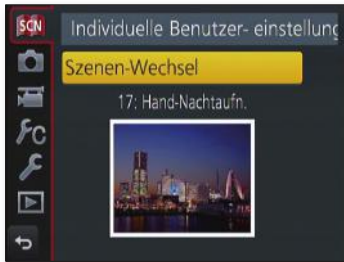 SCN Individuelle Benutzer- einstellung
Szenen-Wechsel
17: Hand-Nachtaufn.
C